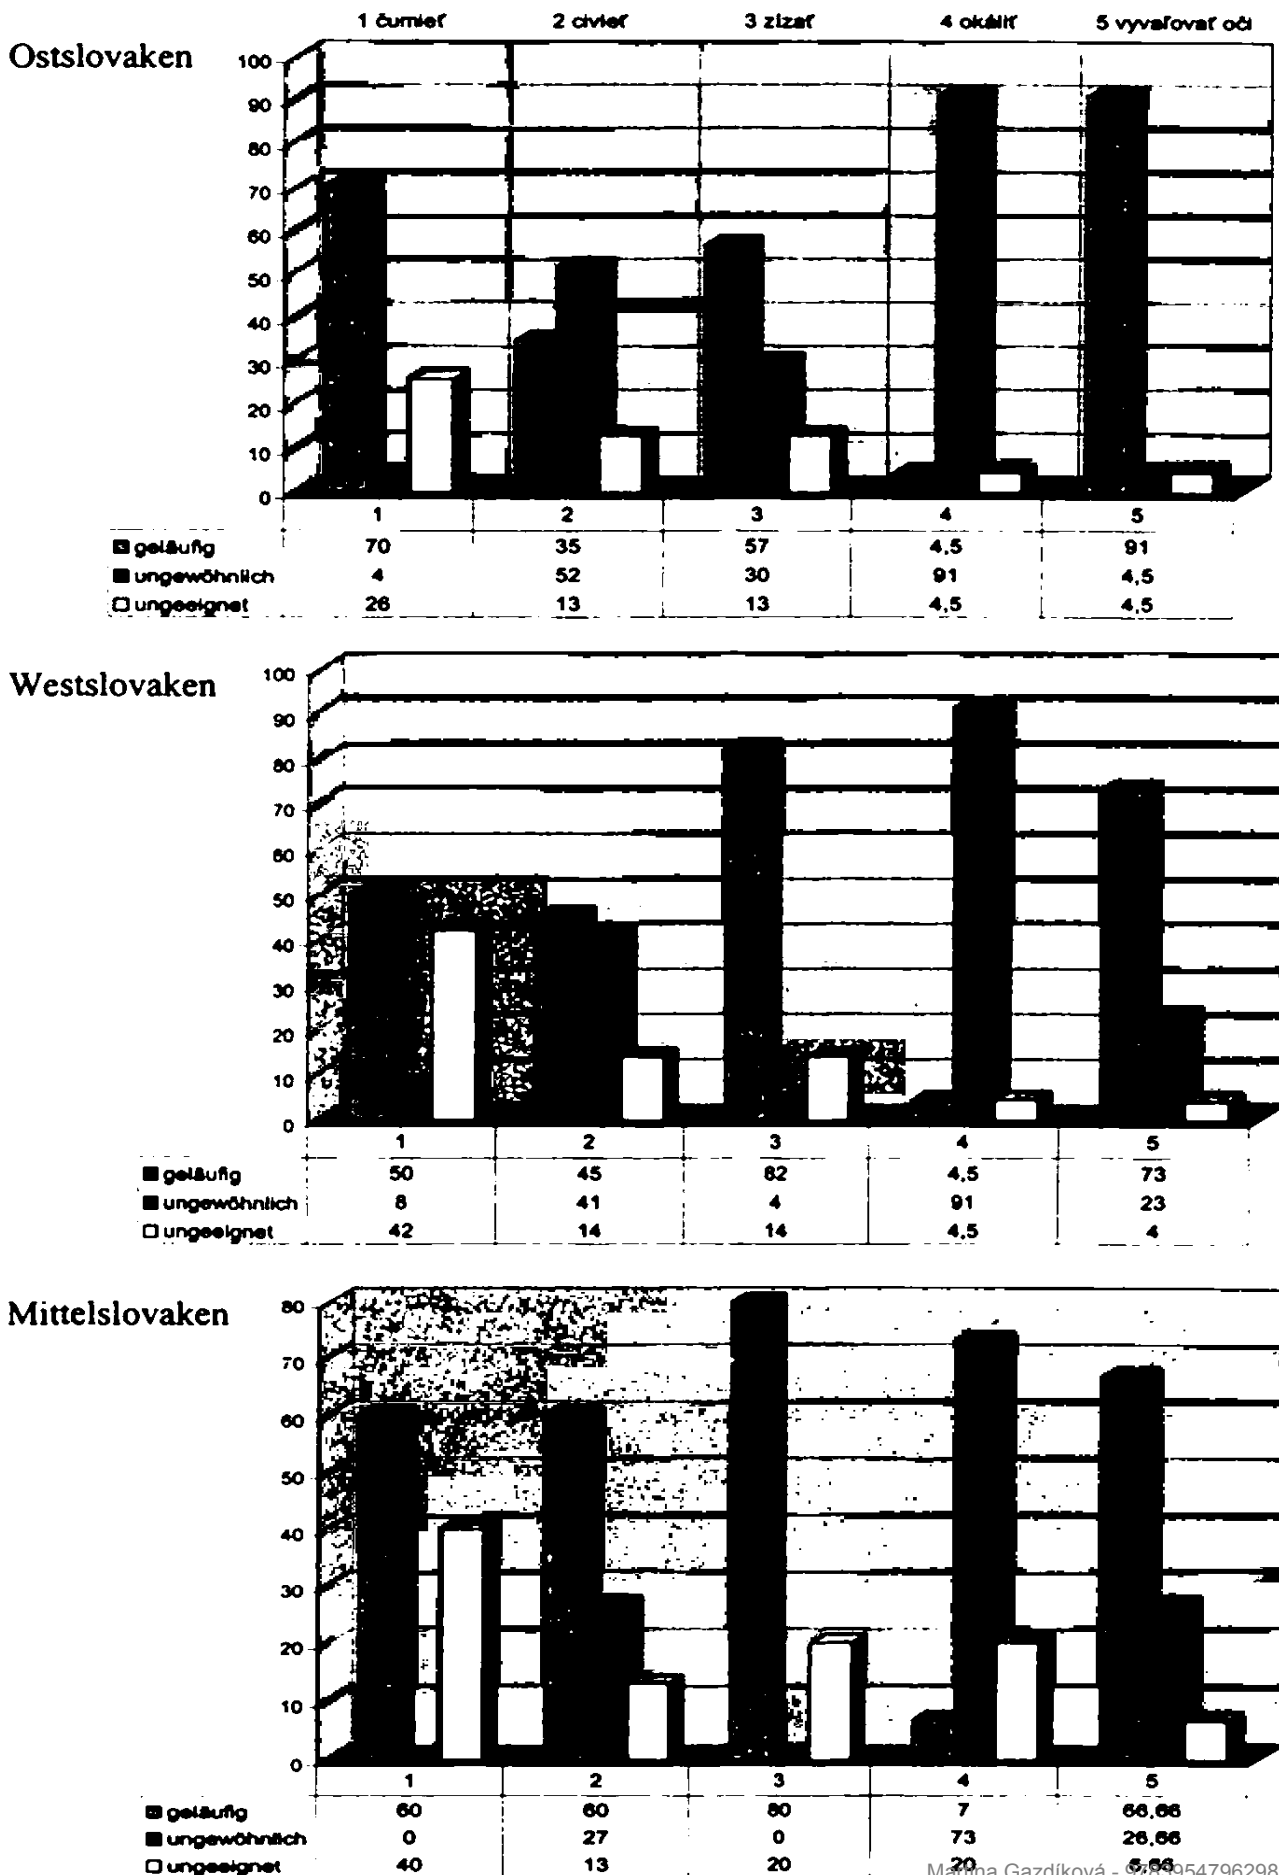 1 čumieť 2 civieť 3 zízať 4 okáliť 5 vyvaľovať oči
Ostslovaken
100
90
80
70
60
50
40
30
20
10
0
1 2 3 4 5
geläufig 70 35 57 4,5 91
ungewöhnlich 4 52 30 91 4,5
ungeeignet 26 13 13 4,5 4,5
Westslovaken
100
90
80
70
60
50
40
30
20
10
0
1 2 3 4 5
geläufig 50 45 82 4,5 73
ungewöhnlich 8 41 4 91 23
ungeeignet 42 14 14 4,5 4
Mittelslovaken
80
70
60
50
40
30
20
10
0
1 2 3 4 5
geläufig 60 60 80 7 66,66
ungewöhnlich 0 27 0 73 26,66
ungeeignet 40 13 20 20 6,66
Martina Gazdíková - 9783954796298